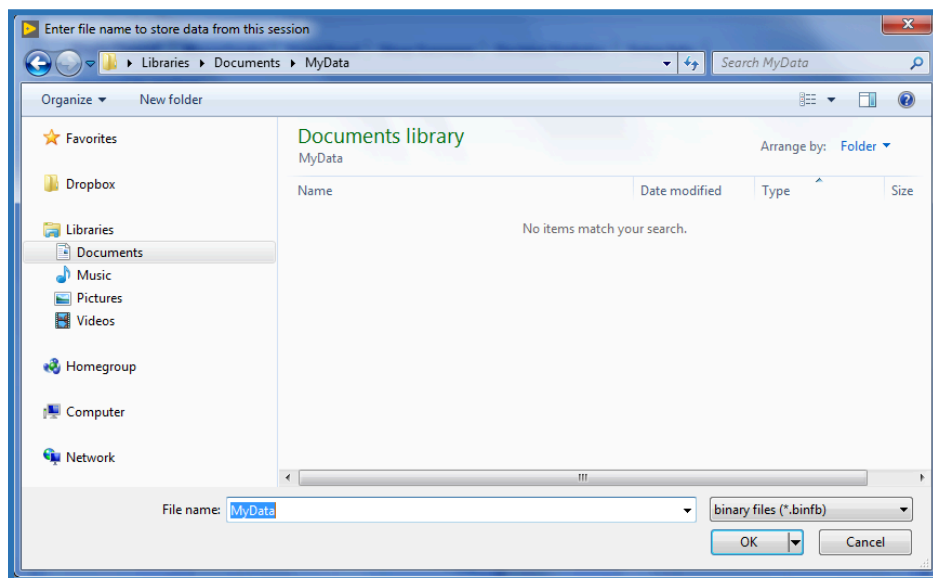 Enter file name to store data from this session
Libraries Documents MyData
Search MyData
Organize New folder
Favorites
Dropbox
Libraries
Documents
Music
Pictures
Videos
Homegroup
Computer
Network
Documents library
MyData
Arrange by: Folder
Name Date modified Type Size
No items match your search.
File name: MyData
binary files (*.binfb)
OK Cancel